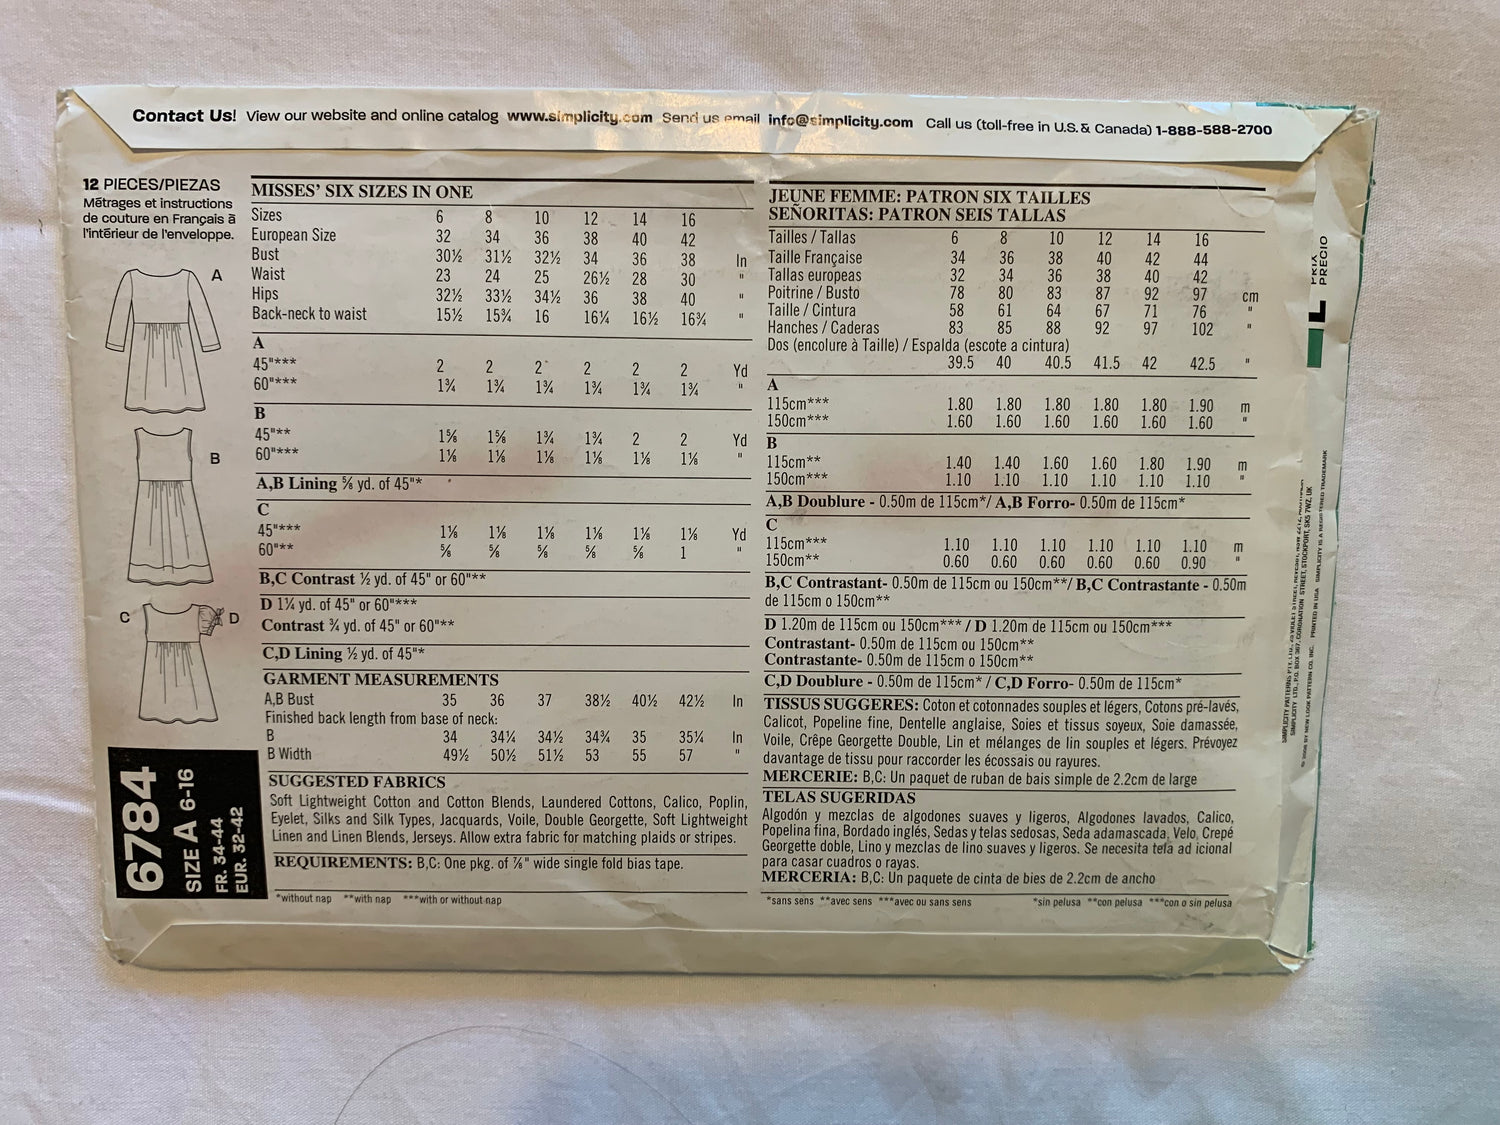 Contact Us! View our website and online catalog www.simplicity.com Send us email info@simplicity.com Call us (toll-free in U.S. & Canada) 1-888-588-2700
12 PIECES/PIEZAS
Métrages et instructions
de couture en Français à
l'intérieur de l'enveloppe.
A
B
C
D
6784
SIZE A 6-16
FR. 34-44
EUR. 32-42
MISSES' SIX SIZES IN ONE
Sizes 6 8 10 12 14 16
European Size 32 34 36 38 40 42
Bust 30½ 31½ 32½ 34 36 38 In
Waist 23 24 25 26½ 28 30 "
Hips 32½ 33½ 34½ 36 38 40 "
Back-neck to waist 15½ 15¾ 16 16¼ 16½ 16¾ "
A
45"*** 2 2 2 2 2 2 Yd
60"*** 1¾ 1¾ 1¾ 1¾ 1¾ 1¾ "
B
45"** 1⅝ 1⅝ 1¾ 1¾ 2 2 Yd
60"*** 1⅛ 1⅛ 1⅛ 1⅛ 1⅛ 1⅛ "
A,B Lining ⅝ yd. of 45"*
C
45"*** 1⅛ 1⅛ 1⅛ 1⅛ 1⅛ 1⅛ Yd
60"** ⅝ ⅝ ⅝ ⅝ ⅝ 1 "
B,C Contrast ½ yd. of 45" or 60"**
D 1¼ yd. of 45" or 60"***
Contrast ¾ yd. of 45" or 60"**
C,D Lining ½ yd. of 45"*
GARMENT MEASUREMENTS
A,B Bust 35 36 37 38½ 40½ 42½ In
Finished back length from base of neck:
B 34 34¼ 34½ 34¾ 35 35¼ In
B Width 49½ 50½ 51½ 53 55 57 "
SUGGESTED FABRICS
Soft Lightweight Cotton and Cotton Blends, Laundered Cottons, Calico, Poplin,
Eyelet, Silks and Silk Types, Jacquards, Voile, Double Georgette, Soft Lightweight
Linen and Linen Blends, Jerseys. Allow extra fabric for matching plaids or stripes.
REQUIREMENTS: B,C: One pkg. of ⅞" wide single fold bias tape.
*without nap **with nap ***with or without nap
JEUNE FEMME: PATRON SIX TAILLES
SEÑORITAS: PATRON SEIS TALLAS
Tailles / Tallas 6 8 10 12 14 16
Taille Française 34 36 38 40 42 44
Tallas europeas 32 34 36 38 40 42
Poitrine / Busto 78 80 83 87 92 97 cm
Taille / Cintura 58 61 64 67 71 76 "
Hanches / Caderas 83 85 88 92 97 102 "
Dos (encolure à Taille) / Espalda (escote a cintura)
39.5 40 40.5 41.5 42 42.5 "
A
115cm*** 1.80 1.80 1.80 1.80 1.80 1.90 m
150cm*** 1.60 1.60 1.60 1.60 1.60 1.60 "
B
115cm** 1.40 1.40 1.60 1.60 1.80 1.90 m
150cm*** 1.10 1.10 1.10 1.10 1.10 1.10 "
A,B Doublure - 0.50m de 115cm*/ A,B Forro- 0.50m de 115cm*
C
115cm*** 1.10 1.10 1.10 1.10 1.10 1.10 m
150cm** 0.60 0.60 0.60 0.60 0.60 0.90 "
B,C Contrastant- 0.50m de 115cm ou 150cm**/ B,C Contrastante - 0.50m
de 115cm o 150cm**
D 1.20m de 115cm ou 150cm*** / D 1.20m de 115cm ou 150cm***
Contrastant- 0.50m de 115cm ou 150cm**
Contrastante- 0.50m de 115cm o 150cm**
C,D Doublure - 0.50m de 115cm* / C,D Forro- 0.50m de 115cm*
TISSUS SUGGERES: Coton et cotonnades souples et légers, Cotons pré-lavés,
Calicot, Popeline fine, Dentelle anglaise, Soies et tissus soyeux, Soie damassée,
Voile, Crêpe Georgette Double, Lin et mélanges de lin souples et légers. Prévoyez
davantage de tissu pour raccorder les écossais ou rayures.
MERCERIE: B,C: Un paquet de ruban de bais simple de 2.2cm de large
TELAS SUGERIDAS
Algodón y mezclas de algodones suaves y ligeros, Algodones lavados, Calico,
Popelina fina, Bordado inglés, Sedas y telas sedosas, Seda adamascada, Velo, Crepé
Georgette doble, Lino y mezclas de lino suaves y ligeros. Se necesita tela ad icional
para casar cuadros o rayas.
MERCERIA: B,C: Un paquete de cinta de bies de 2.2cm de ancho
*sans sens **avec sens ***avec ou sans sens *sin pelusa **con pelusa ***con o sin pelusa
PRIX
PRECIO
L
SIMPLICITY LTD., P.O. BOX 367, CORONATION STREET, STOCKPORT, SK5 7WZ, UK
BY NEW LOOK PATTERN CO. INC. PRINTED IN USA SIMPLICITY IS A REGISTERED TRADEMARK